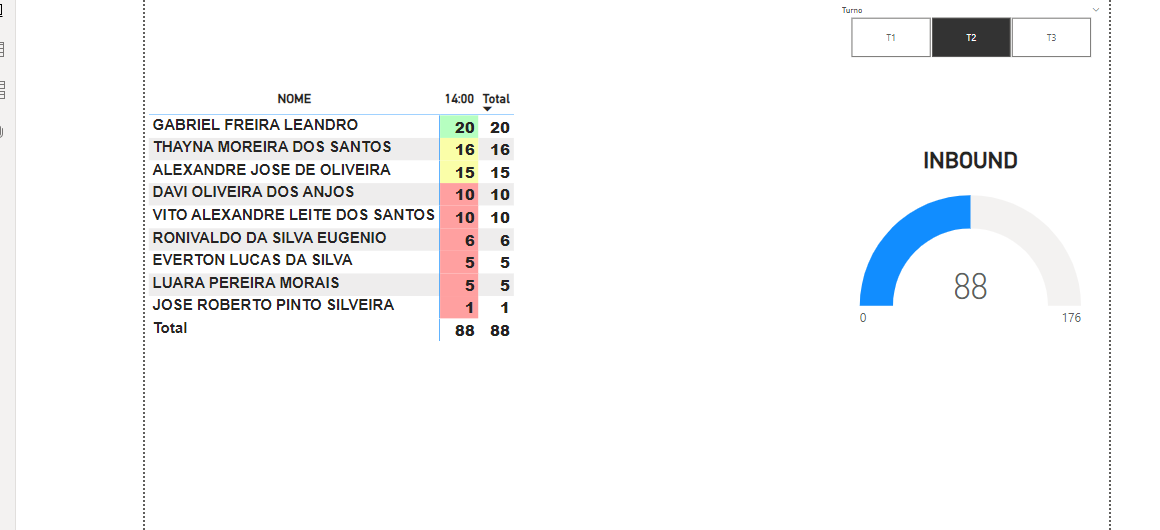 Turno
T1 T2 T3
NOME 14:00 Total
GABRIEL FREIRA LEANDRO 20 20
THAYNA MOREIRA DOS SANTOS 16 16
ALEXANDRE JOSE DE OLIVEIRA 15 15
DAVI OLIVEIRA DOS ANJOS 10 10
VITO ALEXANDRE LEITE DOS SANTOS 10 10
RONIVALDO DA SILVA EUGENIO 6 6
EVERTON LUCAS DA SILVA 5 5
LUARA PEREIRA MORAIS 5 5
JOSE ROBERTO PINTO SILVEIRA 1 1
Total 88 88
INBOUND
88
0 176